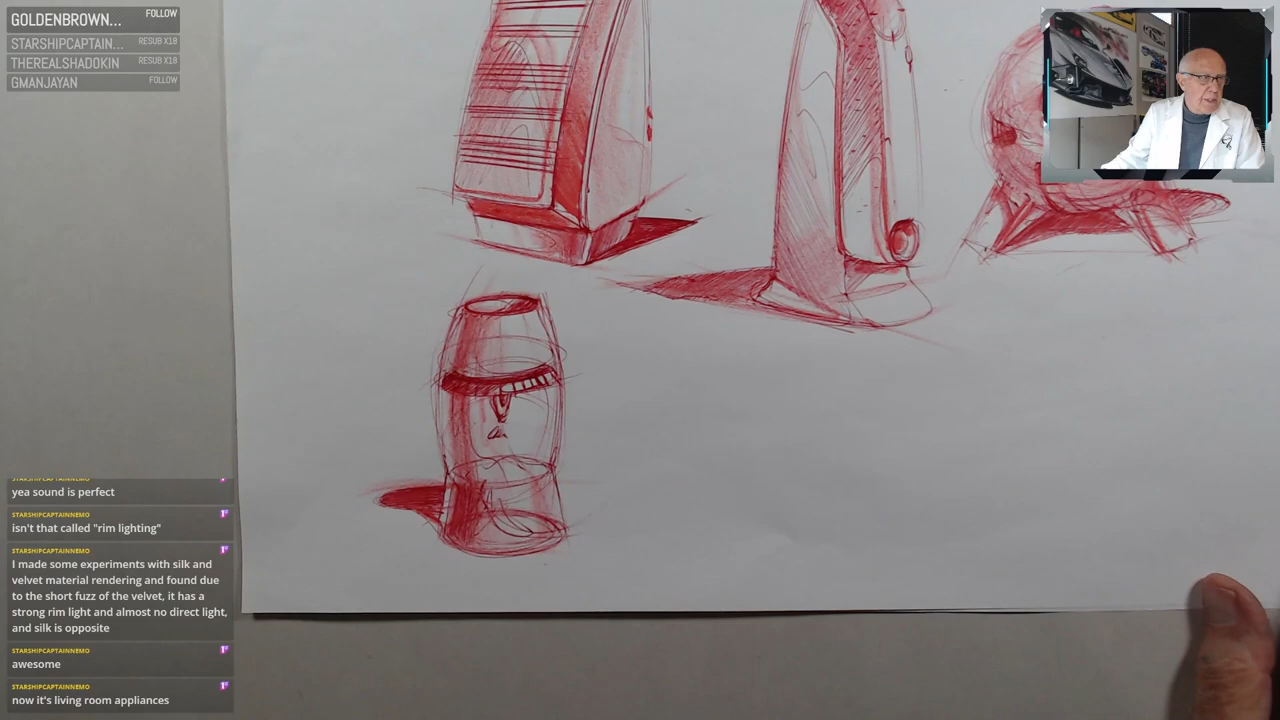 GOLDENBROWN... FOLLOW
STARSHIPCAPTAIN... RESUB X18
THEREALSHADOKIN RESUB X18
GMANJAYAN FOLLOW
STARSHIPCAPTAINNEMO
yea sound is perfect
STARSHIPCAPTAINNEMO
isn't that called "rim lighting"
STARSHIPCAPTAINNEMO
I made some experiments with silk and
velvet material rendering and found due
to the short fuzz of the velvet, it has a
strong rim light and almost no direct light,
and silk is opposite
STARSHIPCAPTAINNEMO
awesome
STARSHIPCAPTAINNEMO
now it's living room appliances